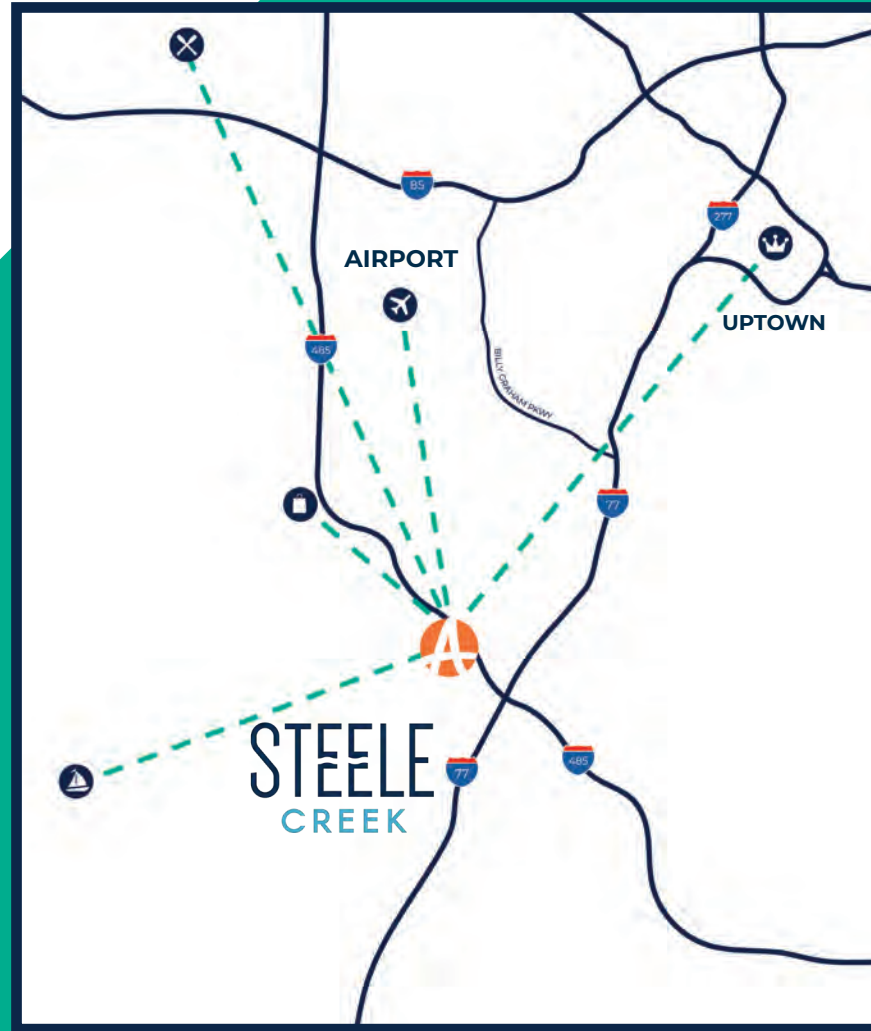 85
277
AIRPORT
UPTOWN
485
BILLY GRAHAM PKWY
77
A
STEELE
CREEK
77
485